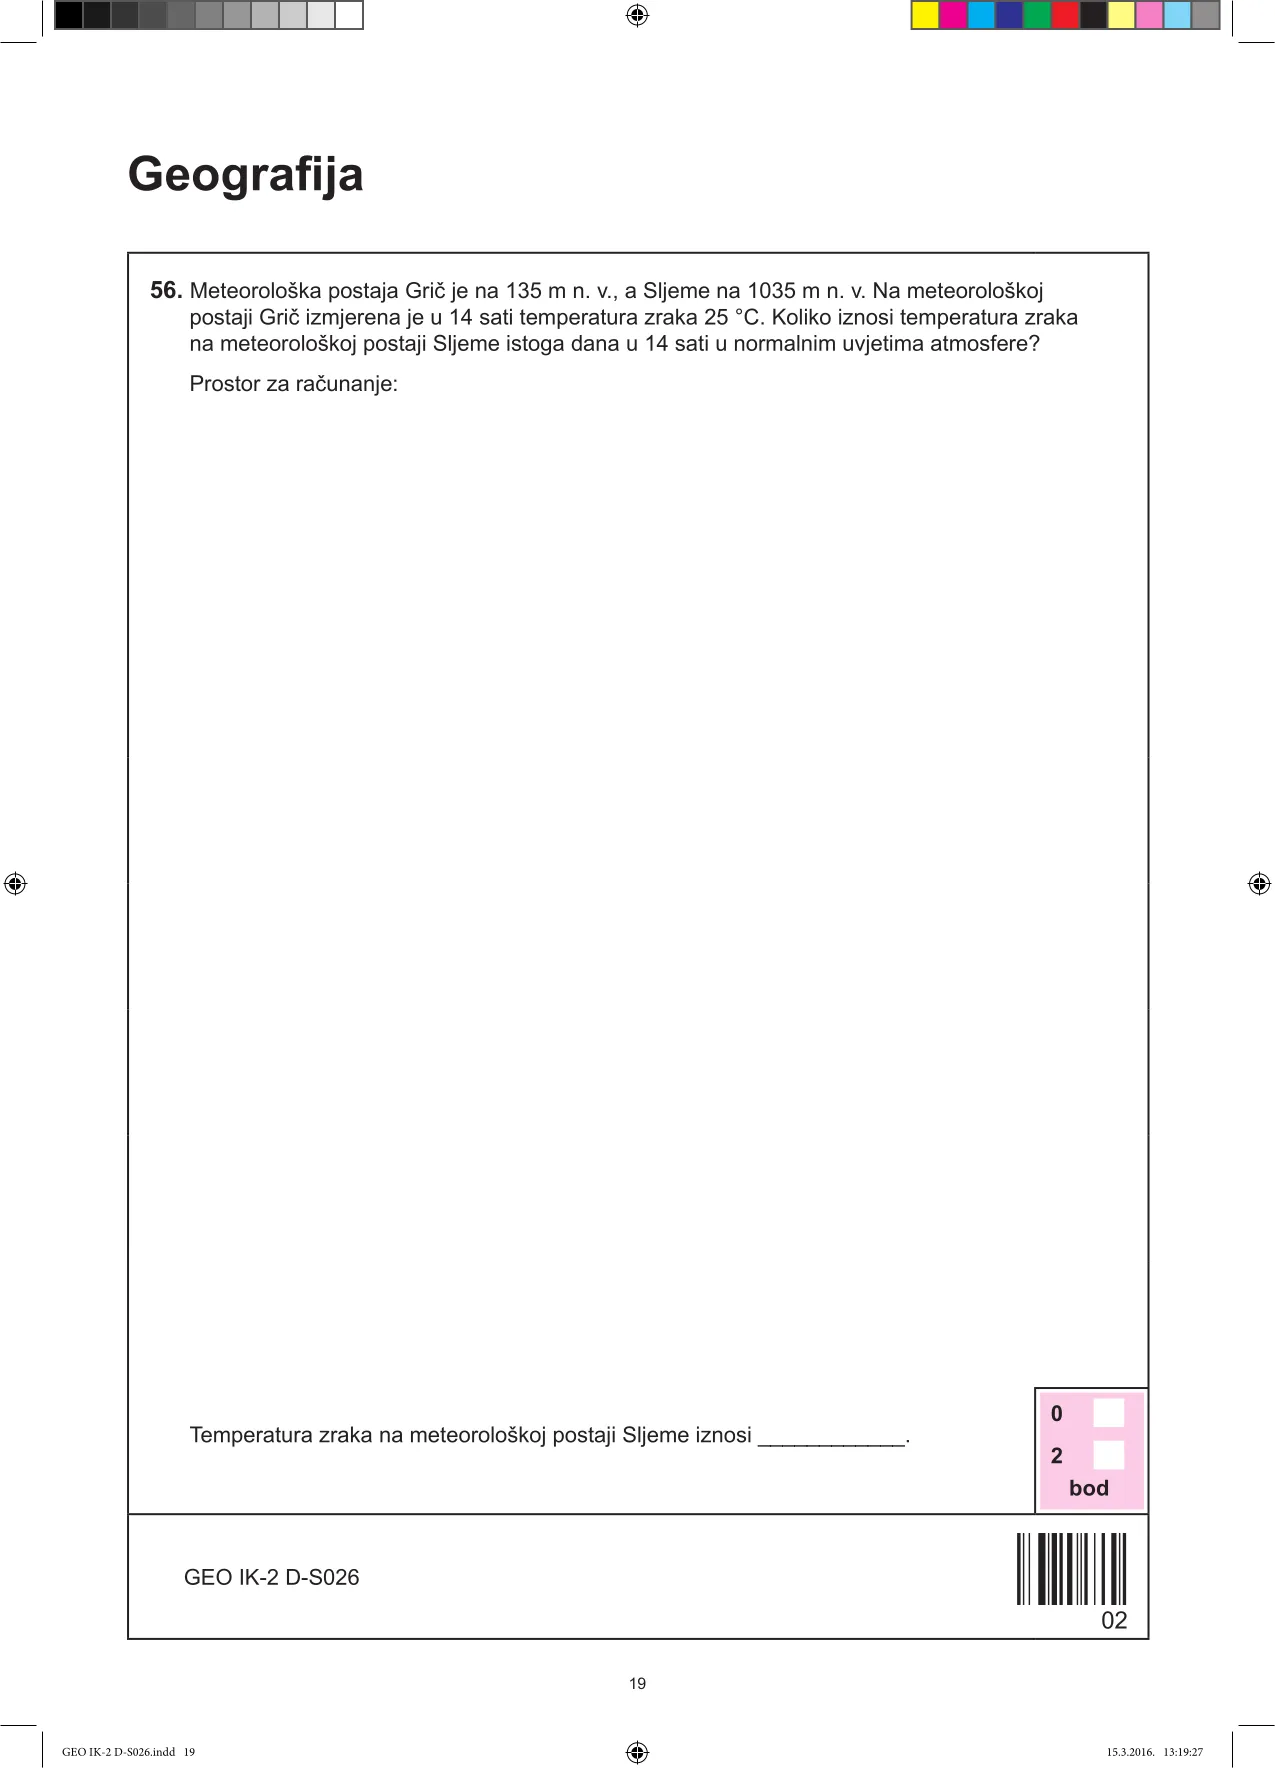 Geografija
56. Meteorološka postaja Grič je na 135 m n. v., a Sljeme na 1035 m n. v. Na meteorološkoj
postaji Grič izmjerena je u 14 sati temperatura zraka 25 °C. Koliko iznosi temperatura zraka
na meteorološkoj postaji Sljeme istoga dana u 14 sati u normalnim uvjetima atmosfere?
Prostor za računanje:
Temperatura zraka na meteorološkoj postaji Sljeme iznosi ____________.
0
2
bod
GEO IK-2 D-S026
02
19
GEO IK-2 D-S026.indd 19
15.3.2016. 13:19:27